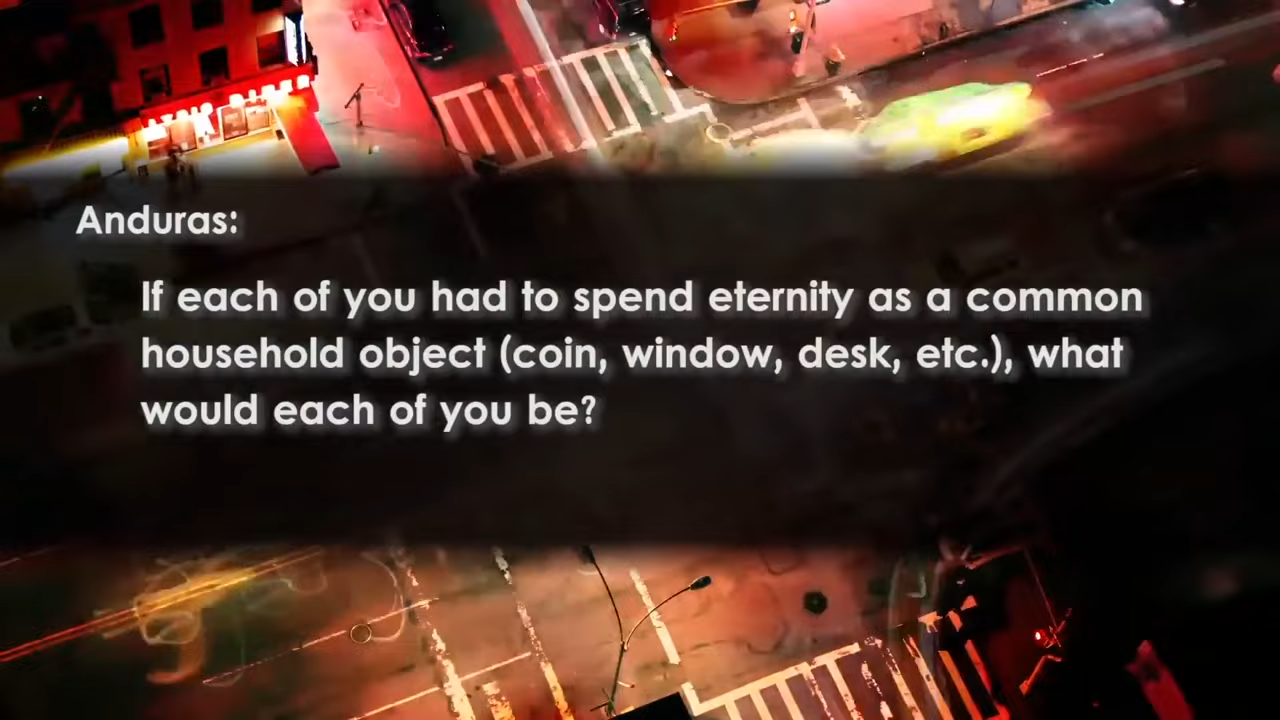 Anduras:
If each of you had to spend eternity as a common
household object (coin, window, desk, etc.), what
would each of you be?